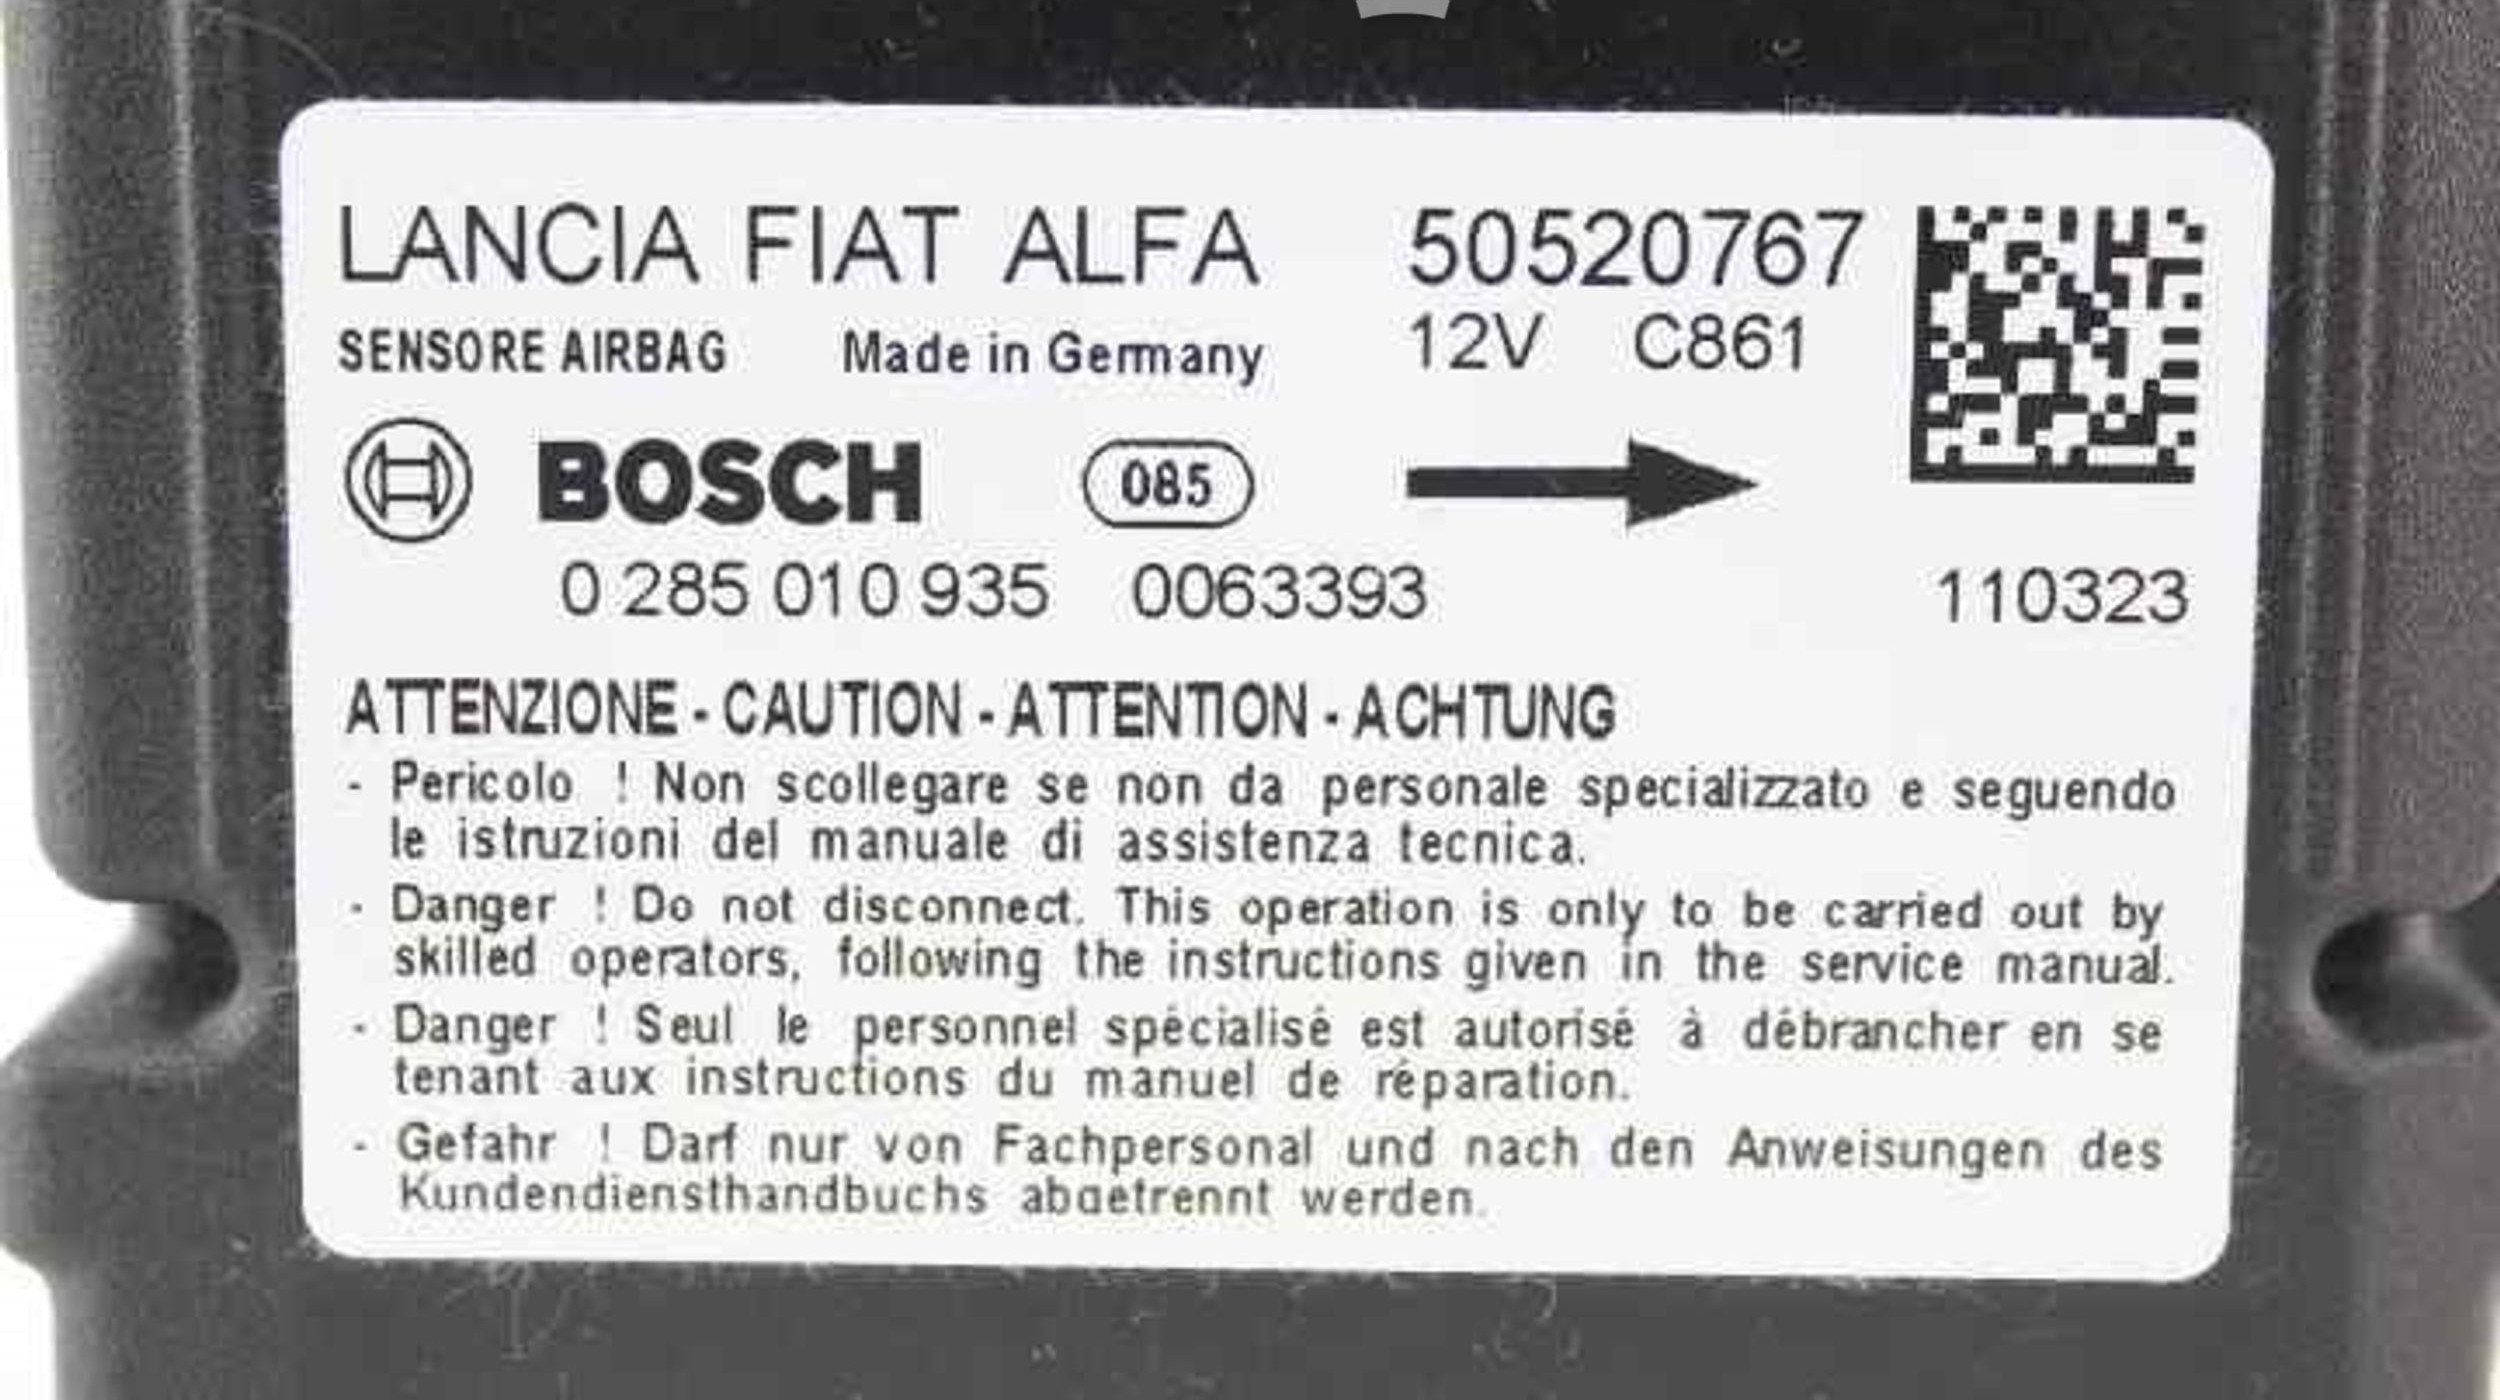 LANCIA FIAT ALFA 50520767
SENSORE AIRBAG Made in Germany 12V C861
BOSCH 085
0 285 010 935 0063393 110323
ATTENZIONE - CAUTION - ATTENTION - ACHTUNG
- Pericolo ! Non scollegare se non da personale specializzato e seguendo
le istruzioni del manuale di assistenza tecnica.
- Danger ! Do not disconnect. This operation is only to be carried out by
skilled operators, following the instructions given in the service manual.
- Danger ! Seul le personnel spécialisé est autorisé à débrancher en se
tenant aux instructions du manuel de réparation.
- Gefahr ! Darf nur von Fachpersonal und nach den Anweisungen des
Kundendiensthandbuchs abgetrennt werden.